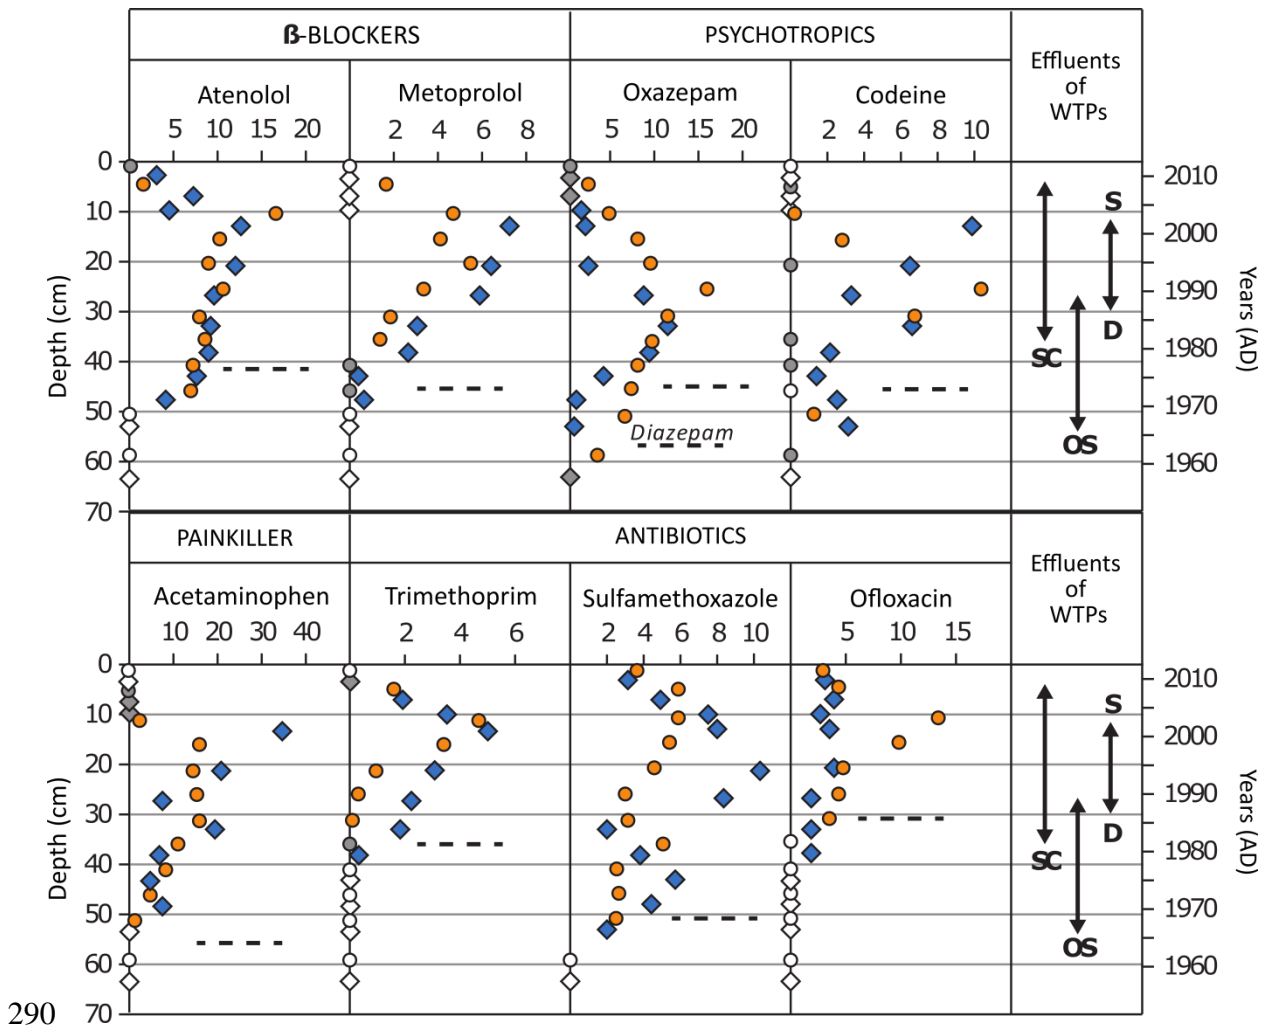 ß-BLOCKERS PSYCHOTROPICS Effluents of WTPs
Atenolol Metoprolol Oxazepam Codeine
5 10 15 20 2 4 6 8 5 10 15 20 2 4 6 8 10
0 2010
S
10
2000
20
1990
30
D
1980
SC
40
50 1970
Diazepam
OS
60 1960
70
Depth (cm)
Years (AD)
PAINKILLER ANTIBIOTICS Effluents of WTPs
Acetaminophen Trimethoprim Sulfamethoxazole Ofloxacin
10 20 30 40 2 4 6 2 4 6 8 10 5 10 15
0 2010
S
10
2000
20
1990
30
D
1980
SC
40
50 1970
OS
60 1960
70
Depth (cm)
Years (AD)
290